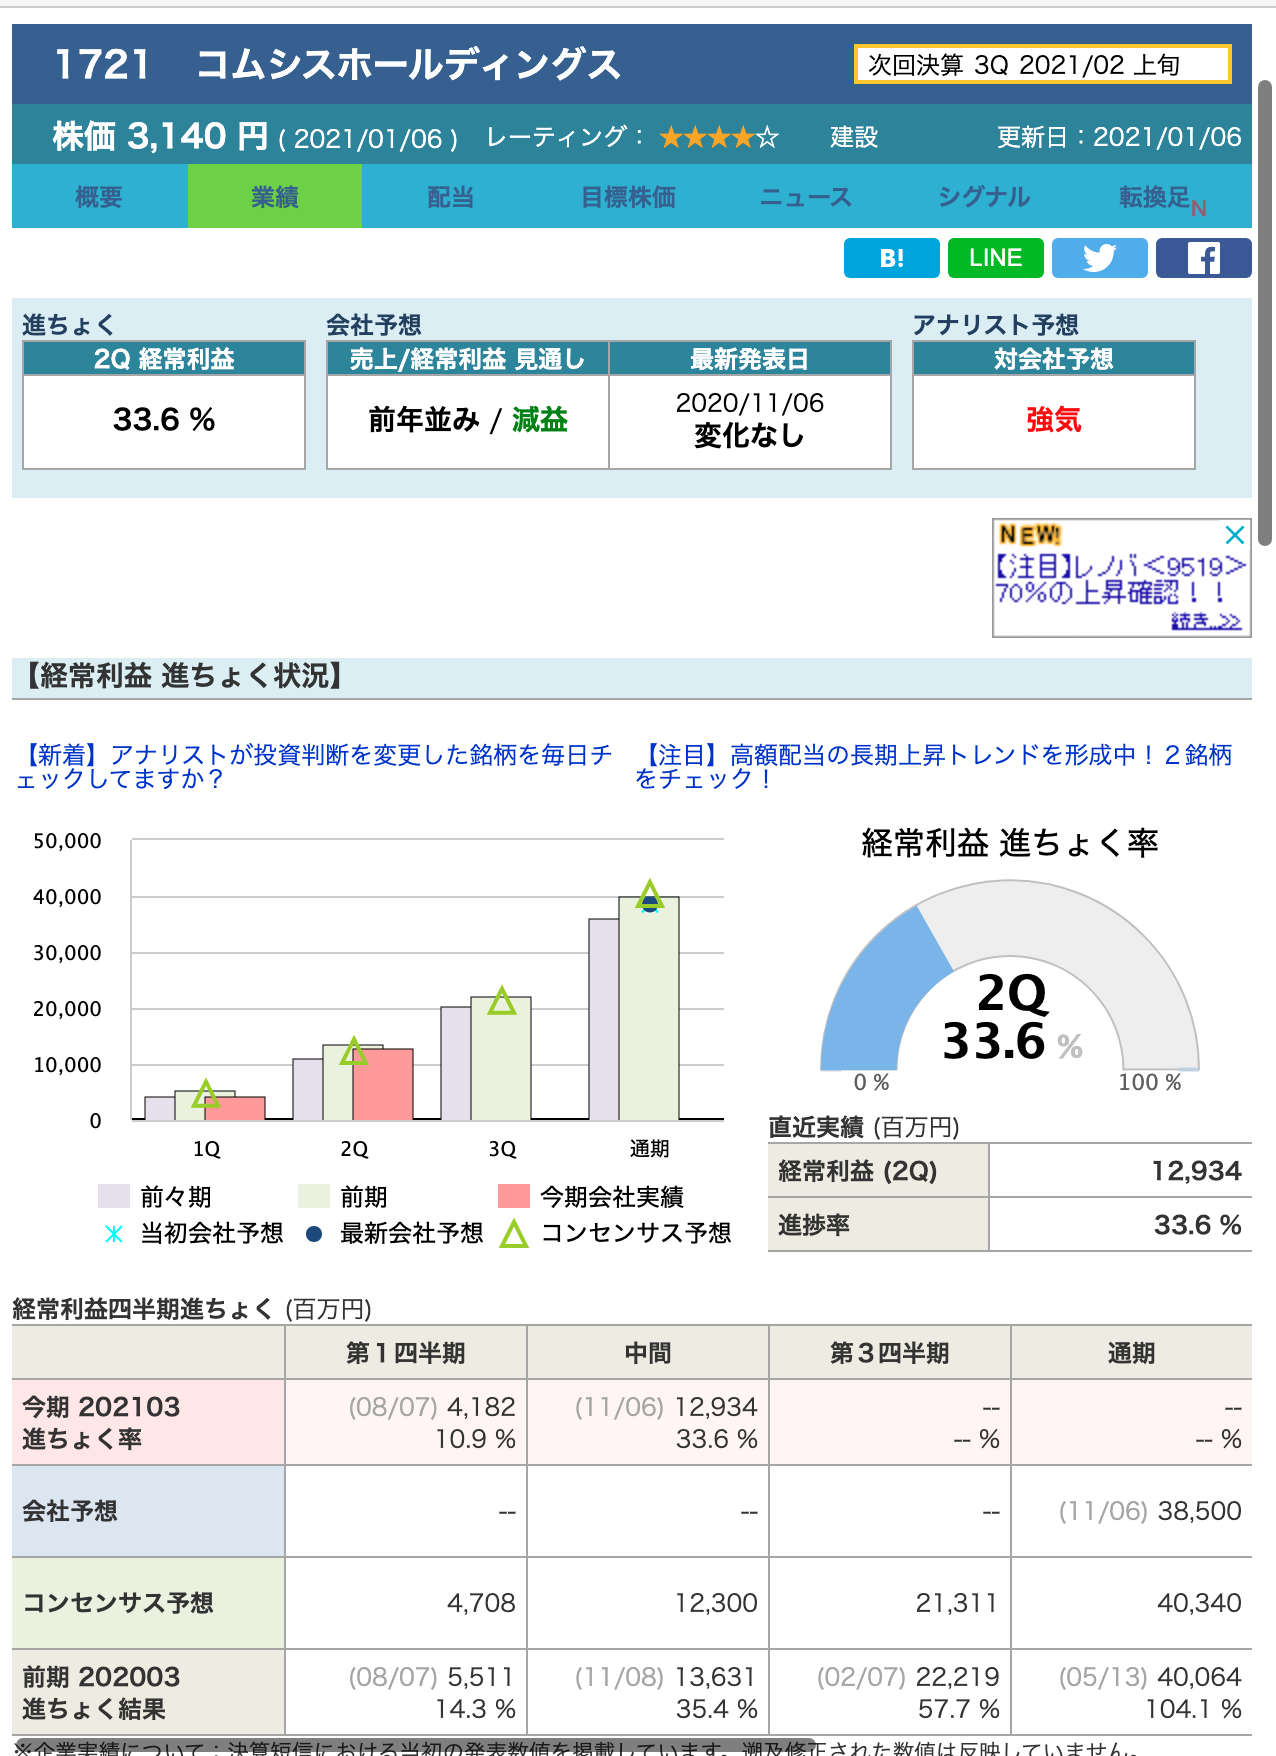 1721 コムシスホールディングス
次回決算 3Q 2021/02 上旬
株価 3,140 円 ( 2021/01/06 ) レーティング： ★★★★☆ 建設 更新日：2021/01/06
概要 業績 配当 目標株価 ニュース シグナル 転換足N
B! LINE
進ちょく 会社予想 アナリスト予想
2Q 経常利益 売上/経常利益 見通し 最新発表日 対会社予想
33.6 % 前年並み / 減益 2020/11/06 強気
変化なし
NEW!
【注目】レノバ<9519>
70%の上昇確認！！
続き..>>
【経常利益 進ちょく状況】
【新着】アナリストが投資判断を変更した銘柄を毎日チ
ェックしてますか？
【注目】高額配当の長期上昇トレンドを形成中！２銘柄
をチェック！
50,000
40,000
30,000
20,000
10,000
0
1Q 2Q 3Q 通期
前々期 前期 今期会社実績
当初会社予想 最新会社予想 コンセンサス予想
経常利益 進ちょく率
2Q
33.6 %
0 % 100 %
直近実績 (百万円)
経常利益 (2Q) 12,934
進捗率 33.6 %
経常利益四半期進ちょく (百万円)
第１四半期 中間 第３四半期 通期
今期 202103 (08/07) 4,182 (11/06) 12,934 -- --
進ちょく率 10.9 % 33.6 % -- % -- %
会社予想 -- -- -- (11/06) 38,500
コンセンサス予想 4,708 12,300 21,311 40,340
前期 202003 (08/07) 5,511 (11/08) 13,631 (02/07) 22,219 (05/13) 40,064
進ちょく結果 14.3 % 35.4 % 57.7 % 104.1 %
※企業実績について：決算短信における当初の発表数値を掲載しています。遡及修正された数値は反映していません。